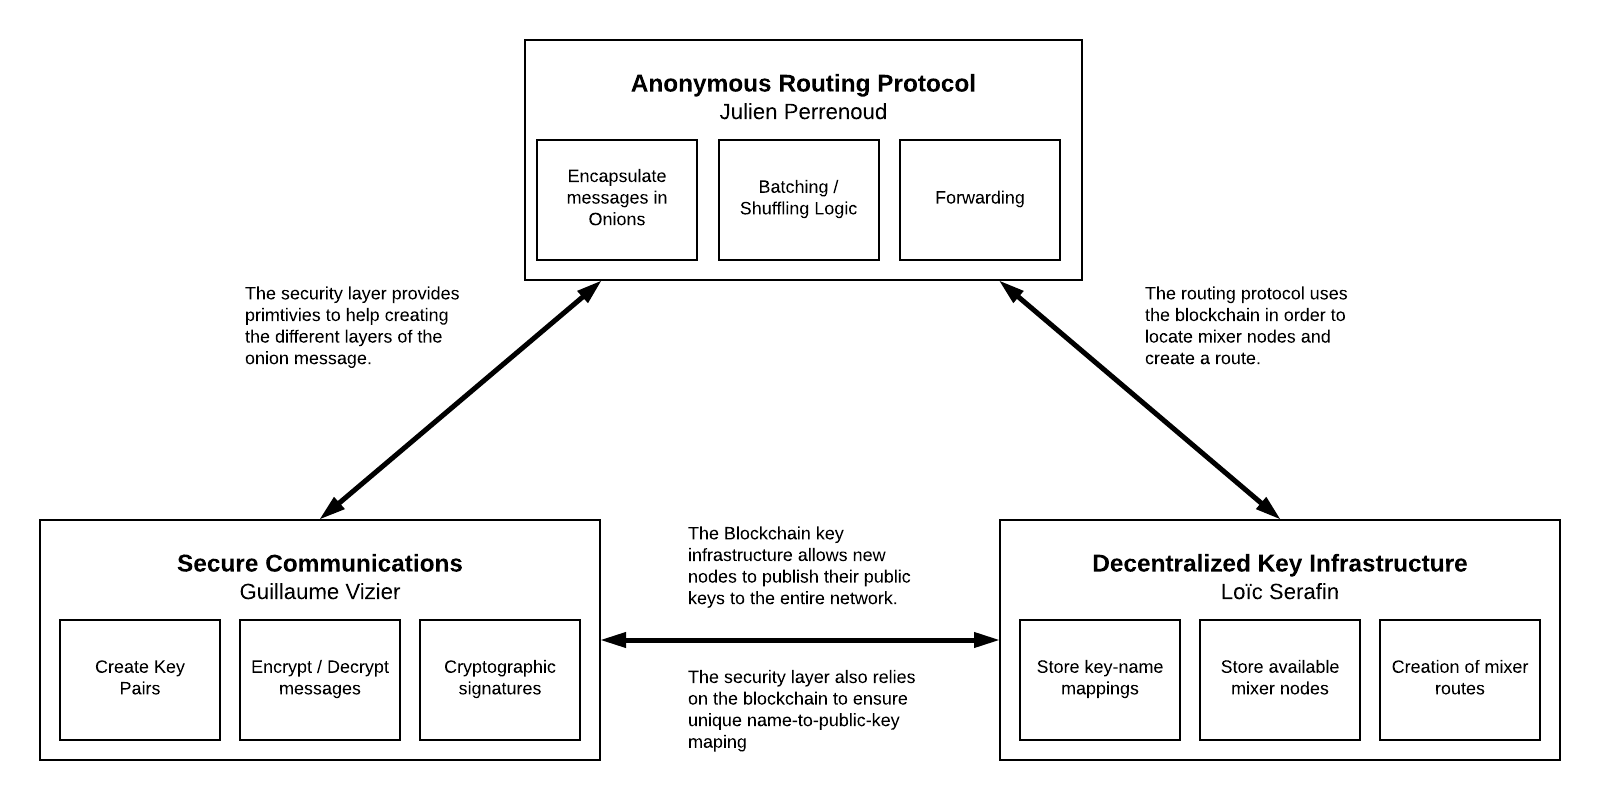 Anonymous Routing Protocol
Julien Perrenoud
Encapsulate
messages in
Onions
Batching /
Shuffling Logic
Forwarding
The security layer provides
primtivies to help creating
the different layers of the
onion message.
The routing protocol uses
the blockchain in order to
locate mixer nodes and
create a route.
Secure Communications
Guillaume Vizier
Create Key
Pairs
Encrypt / Decrypt
messages
Cryptographic
signatures
The Blockchain key
infrastructure allows new
nodes to publish their public
keys to the entire network.
The security layer also relies
on the blockchain to ensure
unique name-to-public-key
maping
Decentralized Key Infrastructure
Loïc Serafin
Store key-name
mappings
Store available
mixer nodes
Creation of mixer
routes